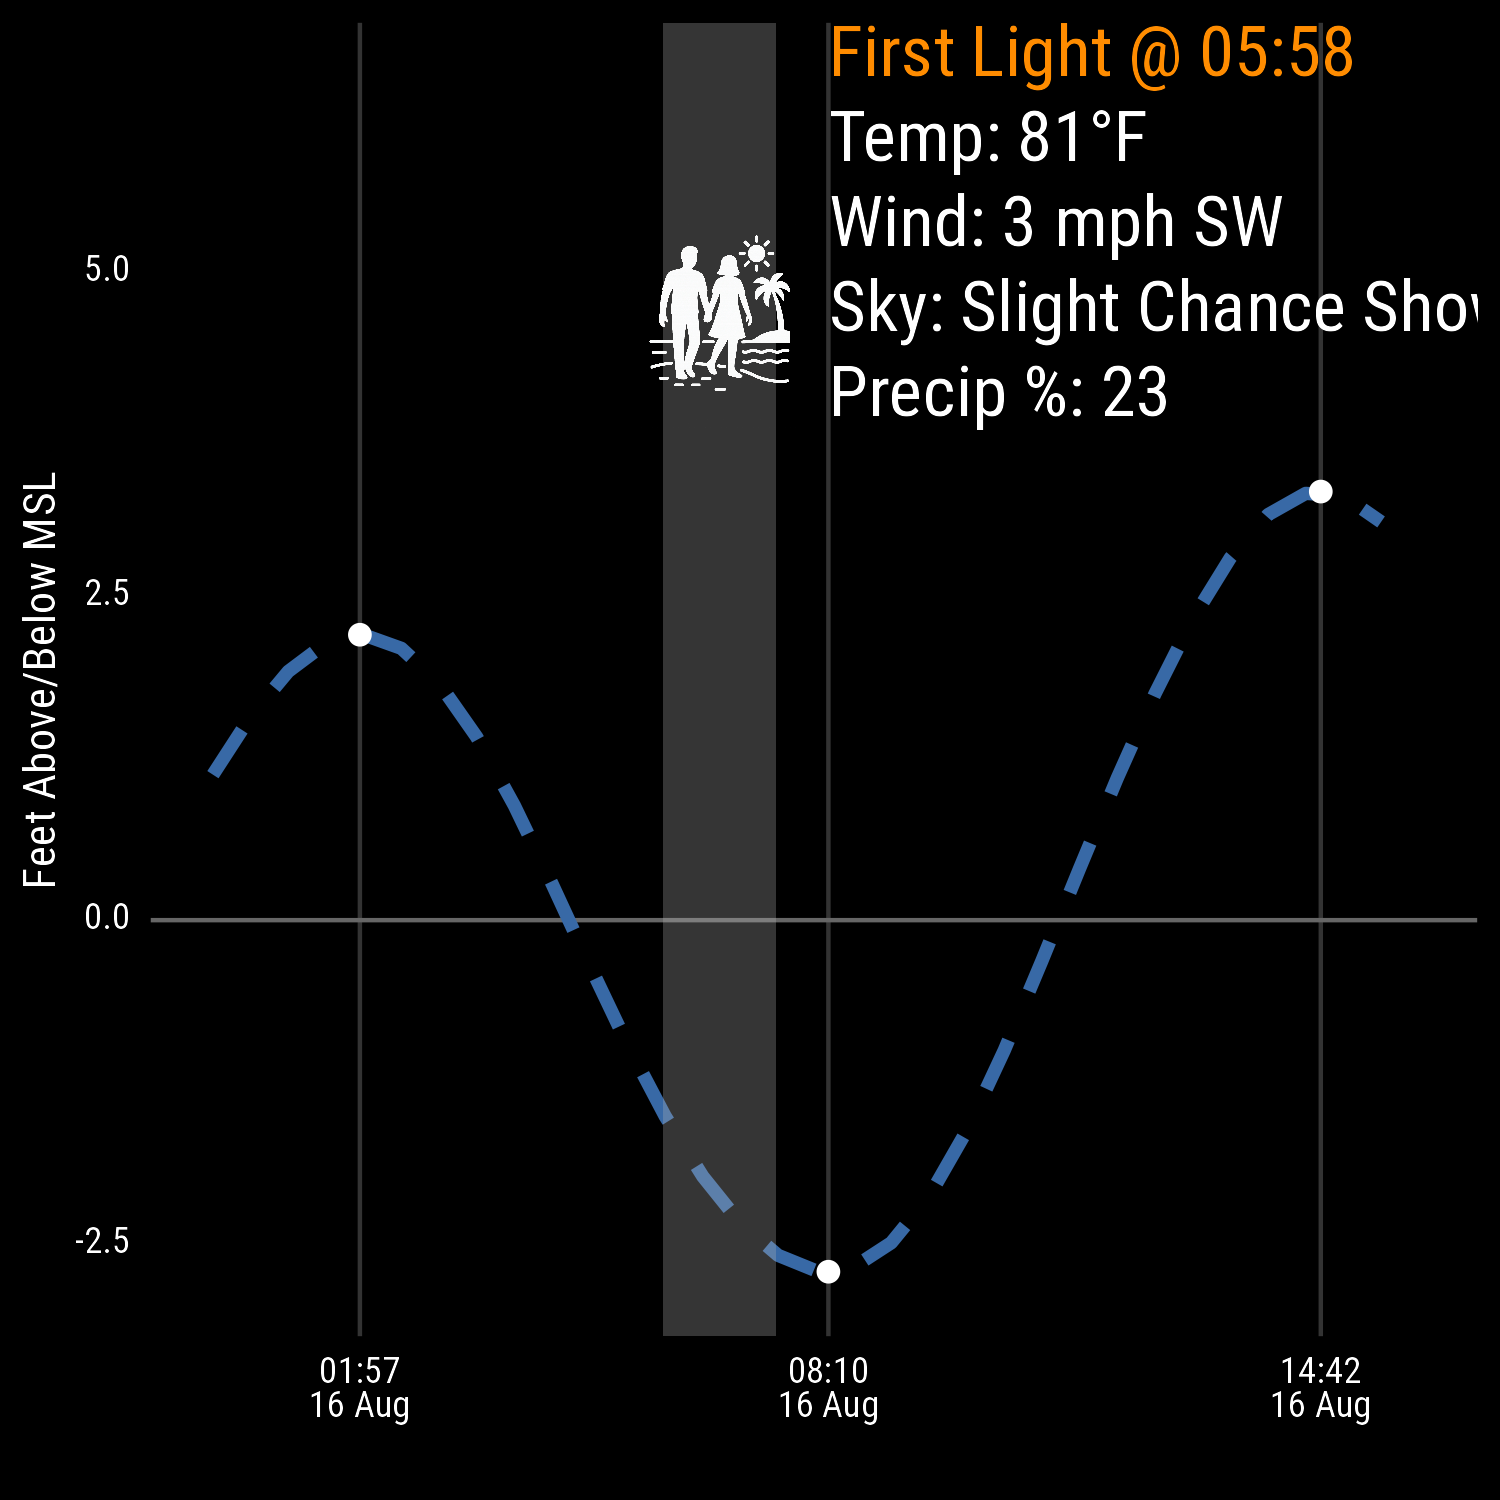 First Light @ 05:58
Temp: 81°F
Wind: 3 mph SW
Sky: Slight Chance
Precip %: 23
5.0
2.5
0.0
-2.5
Feet Above/Below MSL
01:57
16 Aug
08:10
16 Aug
14:42
16 Aug